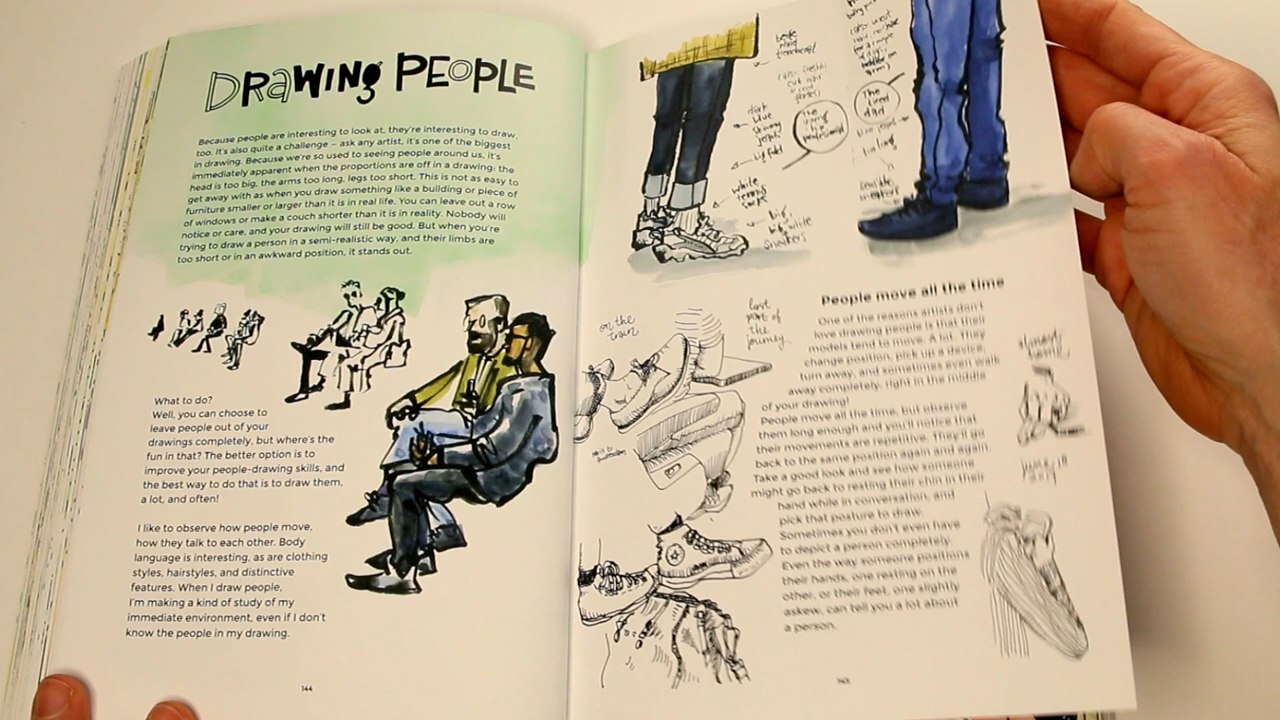 DRAWING PEOPLE
Because people are interesting to look at, they're interesting to draw,
too. It's also quite a challenge – ask any artist, it's one of the biggest
in drawing. Because we're so used to seeing people around us, it's
immediately apparent when the proportions are off in a drawing: the
head is too big, the arms too long, legs too short. This is not as easy to
get away with as when you draw something like a building or piece of
furniture smaller or larger than it is in real life. You can leave out a row
of windows or make a couch shorter than it is in reality. Nobody will
notice or care, and your drawing will still be good. But when you're
trying to draw a person in a semi-realistic way, and their limbs are
too short or in an awkward position, it stands out.
What to do?
Well, you can choose to
leave people out of your
drawings completely, but where's the
fun in that? The better option is to
improve your people-drawing skills, and
the best way to do that is to draw them,
a lot, and often!
I like to observe how people move,
how they talk to each other. Body
language is interesting, as are clothing
styles, hairstyles, and distinctive
features. When I draw people,
I'm making a kind of study of my
immediate environment, even if I don't
know the people in my drawing.
144
dark
blue
skinny
jeans
big fold
white
tennis
socks
big,
white
sneakers
The
The
tired
dad
on the
train
last
part of
the
journey
People move all the time
One of the reasons artists don't
love drawing people is that their
models tend to move. A lot. They
change position, pick up a device,
turn away, and sometimes even walk
away completely, right in the middle
of your drawing!
People move all the time, but observe
them long enough and you'll notice that
their movements are repetitive. They'll go
back to the same position again and again.
Take a good look and see how someone
might go back to resting their chin in their
hand while in conversation, and
pick that posture to draw.
Sometimes you don't even have
to depict a person completely.
Even the way someone positions
their hands, one resting on the
other, or their feet, one slightly
askew, can tell you a lot about
a person.